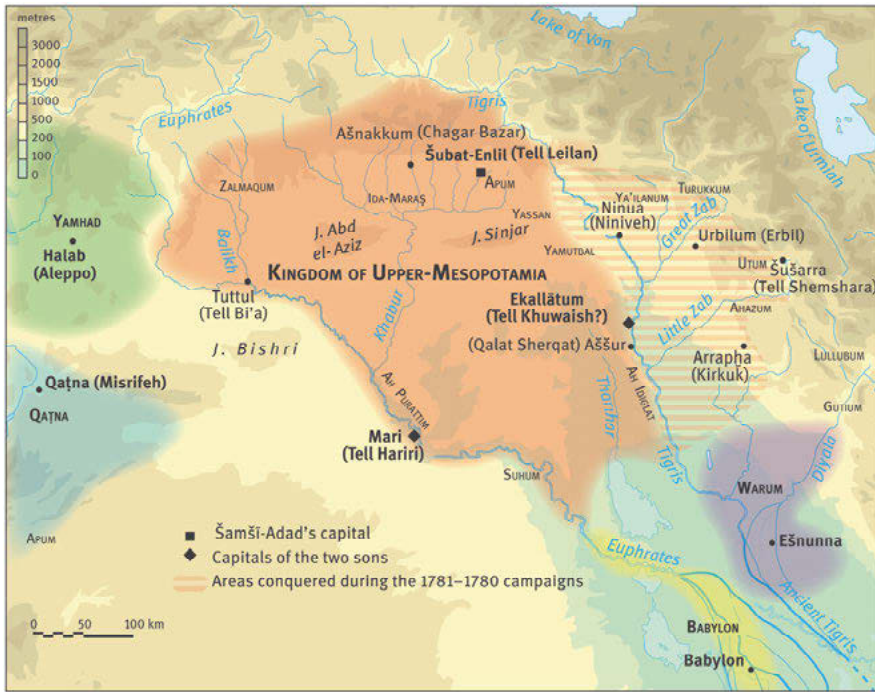 metres
3000
2000
1500
1000
500
200
100
0
Lake of Van
Lake of Urmiah
Euphrates
Tigris
Ašnakkum (Chagar Bazar)
Šubat-Enlil (Tell Leilan)
Apum
Zalmaqum
Ida-Maraş
Ya'ilanum
Turukkum
Ninua
(Niniveh)
Great Zab
Yamhad
Halab
(Aleppo)
Balikh
J. Abd
el-Aziz
Yassan
J. Sinjar
Yamutbal
Urbilum (Erbil)
Utum
Šušarra
(Tell Shemshara)
Kingdom of Upper-Mesopotamia
Tuttul
(Tell Bi'a)
Khabur
Ekallātum
(Tell Khuwaish?)
Little Zab
Ahazum
(Qalat Sherqat) Aššur
J. Bishri
Arrapḫa
(Kirkuk)
Lullubum
Qaṭna (Misrifeh)
Qaṭna
Ah Purattim
Tharthar
Ah Idiglat
Gutium
Mari
(Tell Hariri)
Suhum
Tigris
Warum
Diyala
Apum
Ešnunna
Šamšī-Adad's capital
Capitals of the two sons
Areas conquered during the 1781–1780 campaigns
Euphrates
Ancient Tigris
0 50 100 km
Babylon
Babylon